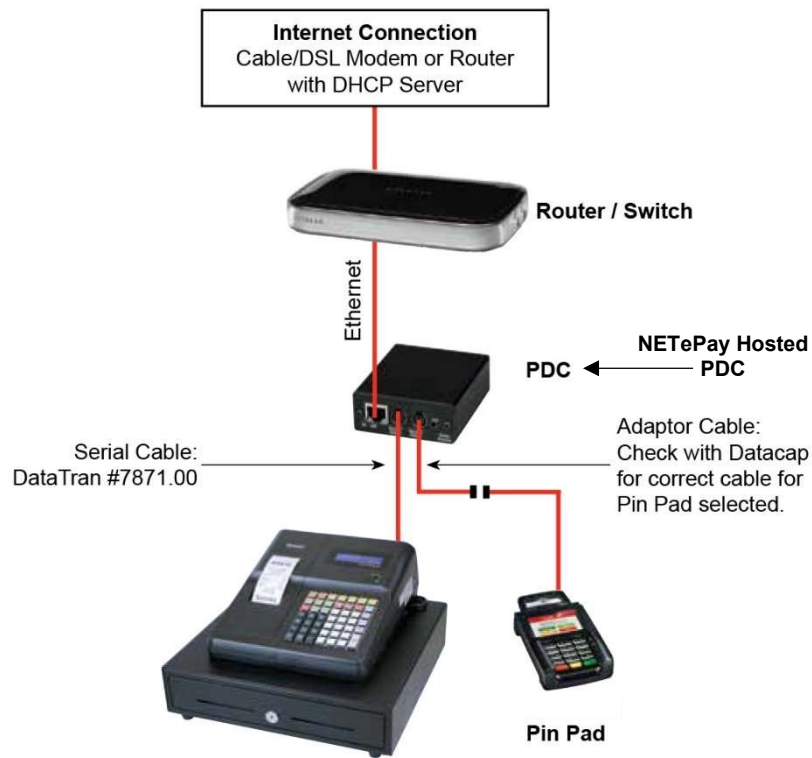 Internet Connection
Cable/DSL Modem or Router
with DHCP Server
Router / Switch
Ethernet
NETePay Hosted
PDC
PDC
Serial Cable:
DataTran #7871.00
Adaptor Cable:
Check with Datacap
for correct cable for
Pin Pad selected.
Pin Pad